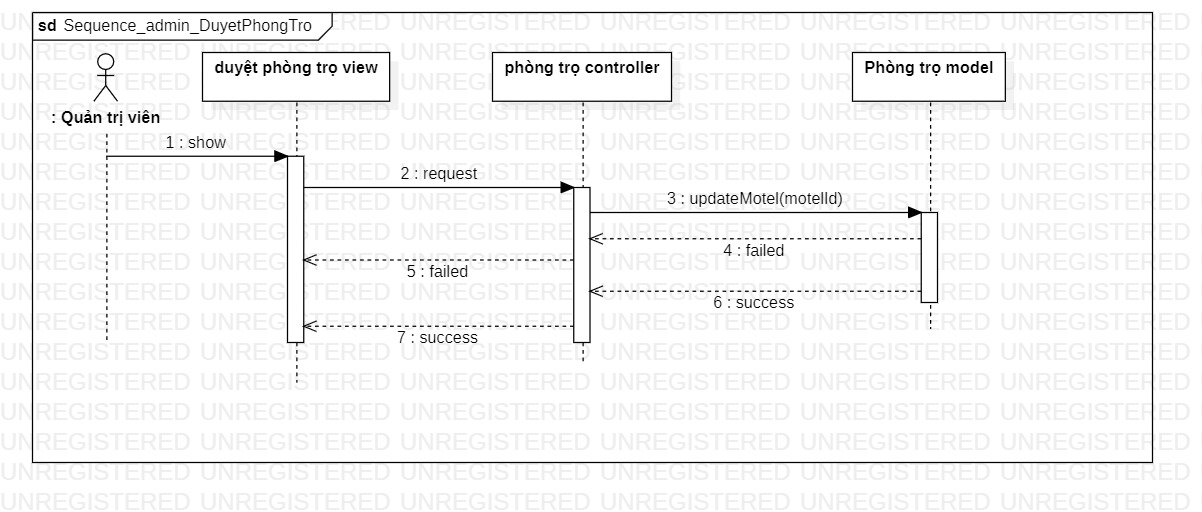 sd Sequence_admin_DuyetPhongTro
duyệt phòng trọ view
phòng trọ controller
Phòng trọ model
: Quản trị viên
1 : show
2 : request
3 : updateMotel(motelId)
4 : failed
5 : failed
6 : success
7 : success
UNREGISTERED UNREGISTERED UNREGISTERED UNREGISTERED UNREGISTERED UNREGISTERED